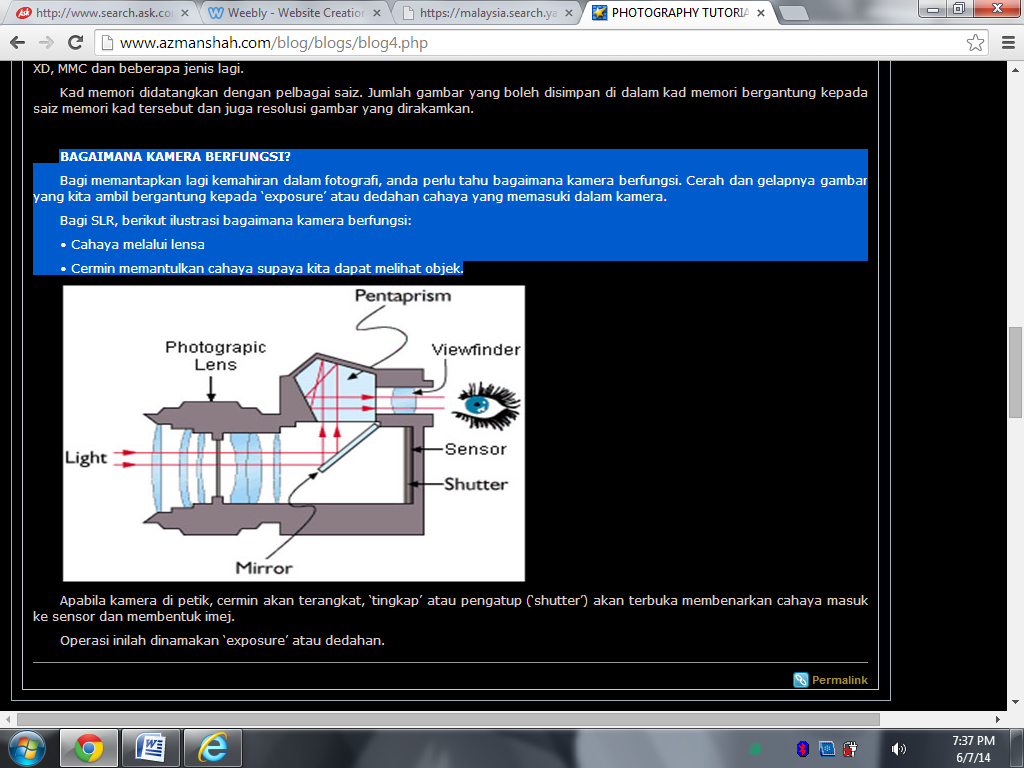 http://www.search.ask.co
Weebly - Website Creation
https://malaysia.search.ya
PHOTOGRAPHY TUTORIA
www.azmanshah.com/blog/blogs/blog4.php
XD, MMC dan beberapa jenis lagi.
Kad memori didatangkan dengan pelbagai saiz. Jumlah gambar yang boleh disimpan di dalam kad memori bergantung kepada
saiz memori kad tersebut dan juga resolusi gambar yang dirakamkan.
BAGAIMANA KAMERA BERFUNGSI?
Bagi memantapkan lagi kemahiran dalam fotografi, anda perlu tahu bagaimana kamera berfungsi. Cerah dan gelapnya gambar
yang kita ambil bergantung kepada ‘exposure’ atau dedahan cahaya yang memasuki dalam kamera.
Bagi SLR, berikut ilustrasi bagaimana kamera berfungsi:
• Cahaya melalui lensa
• Cermin memantulkan cahaya supaya kita dapat melihat objek.
Pentaprism
Photograpic
Lens
Viewfinder
Light
Sensor
Shutter
Mirror
Apabila kamera di petik, cermin akan terangkat, ‘tingkap’ atau pengatup (‘shutter’) akan terbuka membenarkan cahaya masuk
ke sensor dan membentuk imej.
Operasi inilah dinamakan ‘exposure’ atau dedahan.
Permalink
7:37 PM
6/7/14